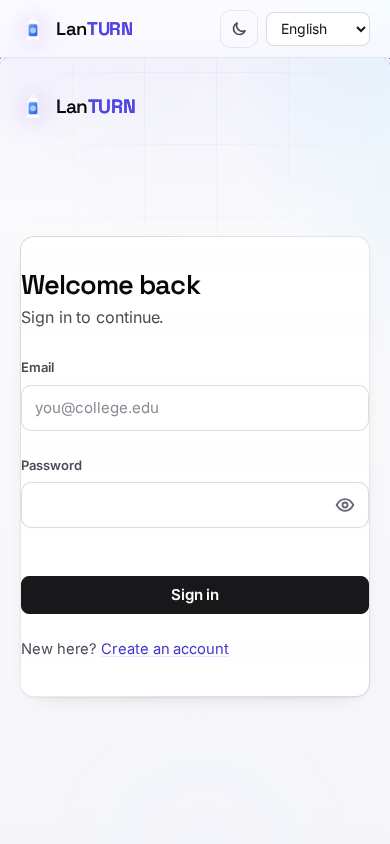 LanTURN
English
LanTURN
Welcome back
Sign in to continue.
Email
you@college.edu
Password
Sign in
New here? Create an account